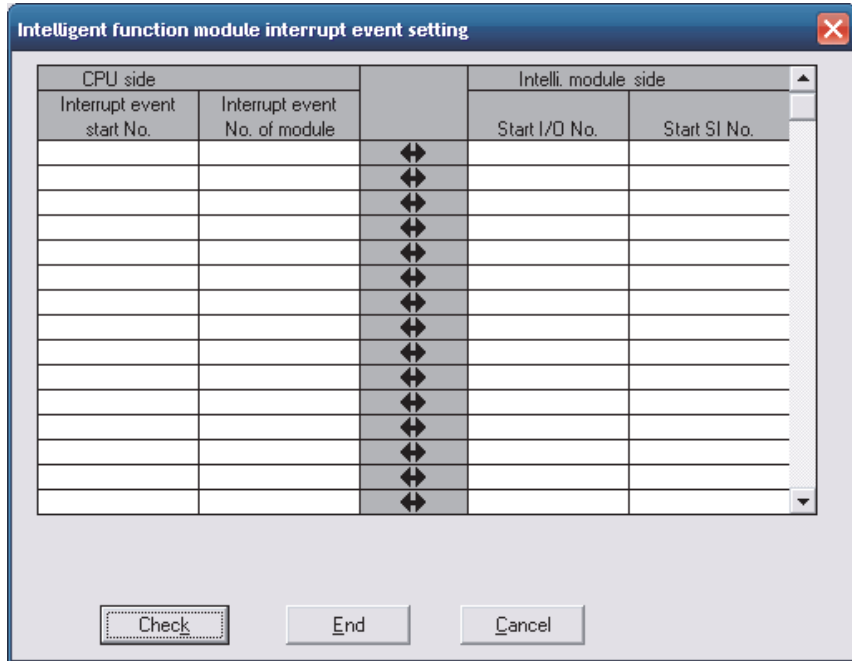 Intelligent function module interrupt event setting
CPU side
Intelli. module side
Interrupt event
start No.
Interrupt event
No. of module
Start I/O No.
Start SI No.
Check
End
Cancel